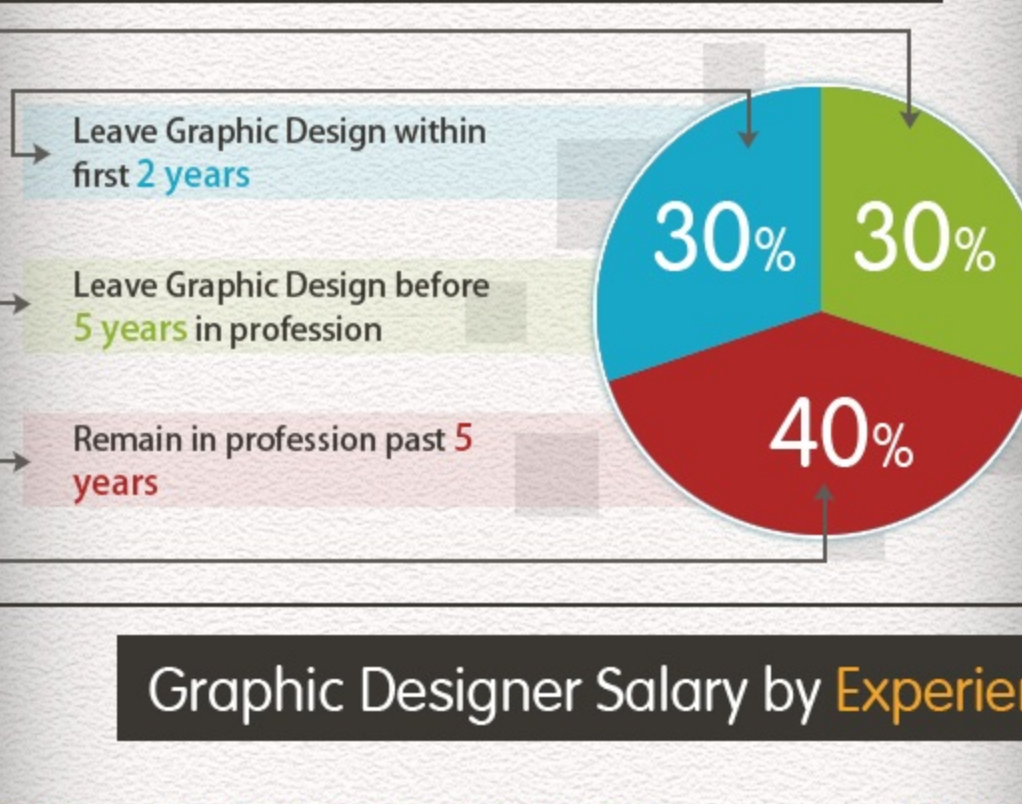 Leave Graphic Design within
first 2 years
30%
30%
Leave Graphic Design before
5 years in profession
Remain in profession past 5
years
40%
Graphic Designer Salary by